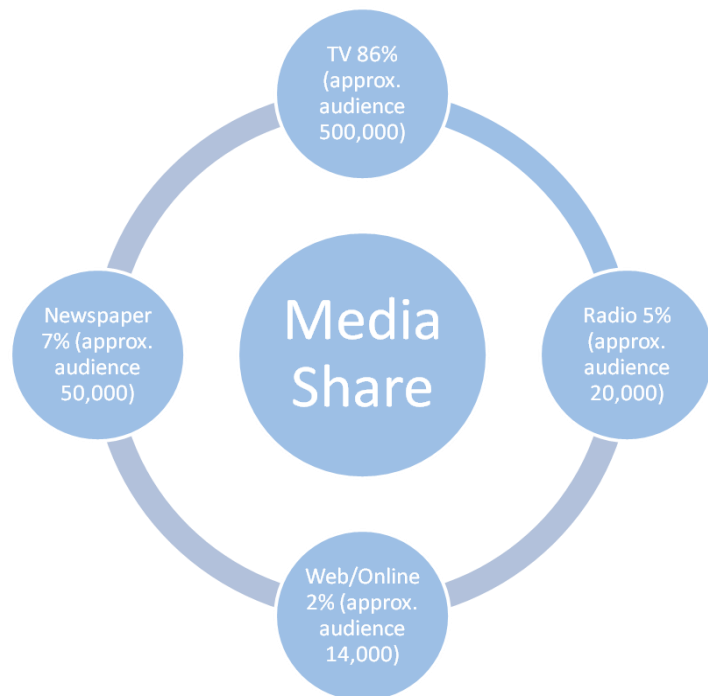 TV 86%
(approx.
audience
500,000)
Newspaper
7% (approx.
audience
50,000)
Media
Share
Radio 5%
(approx.
audience
20,000)
Web/Online
2% (approx.
audience
14,000)